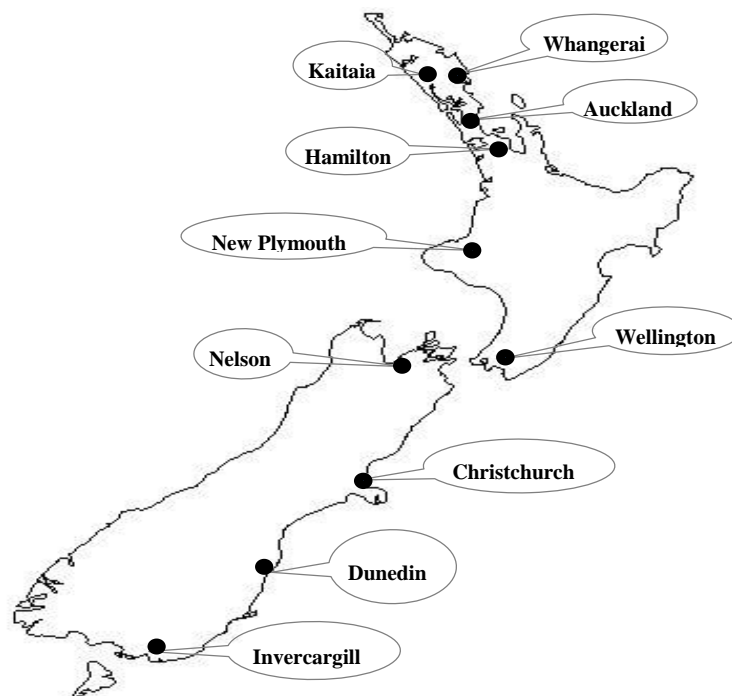 Whangerai
Kaitaia
Auckland
Hamilton
New Plymouth
Wellington
Nelson
Christchurch
Dunedin
Invercargill